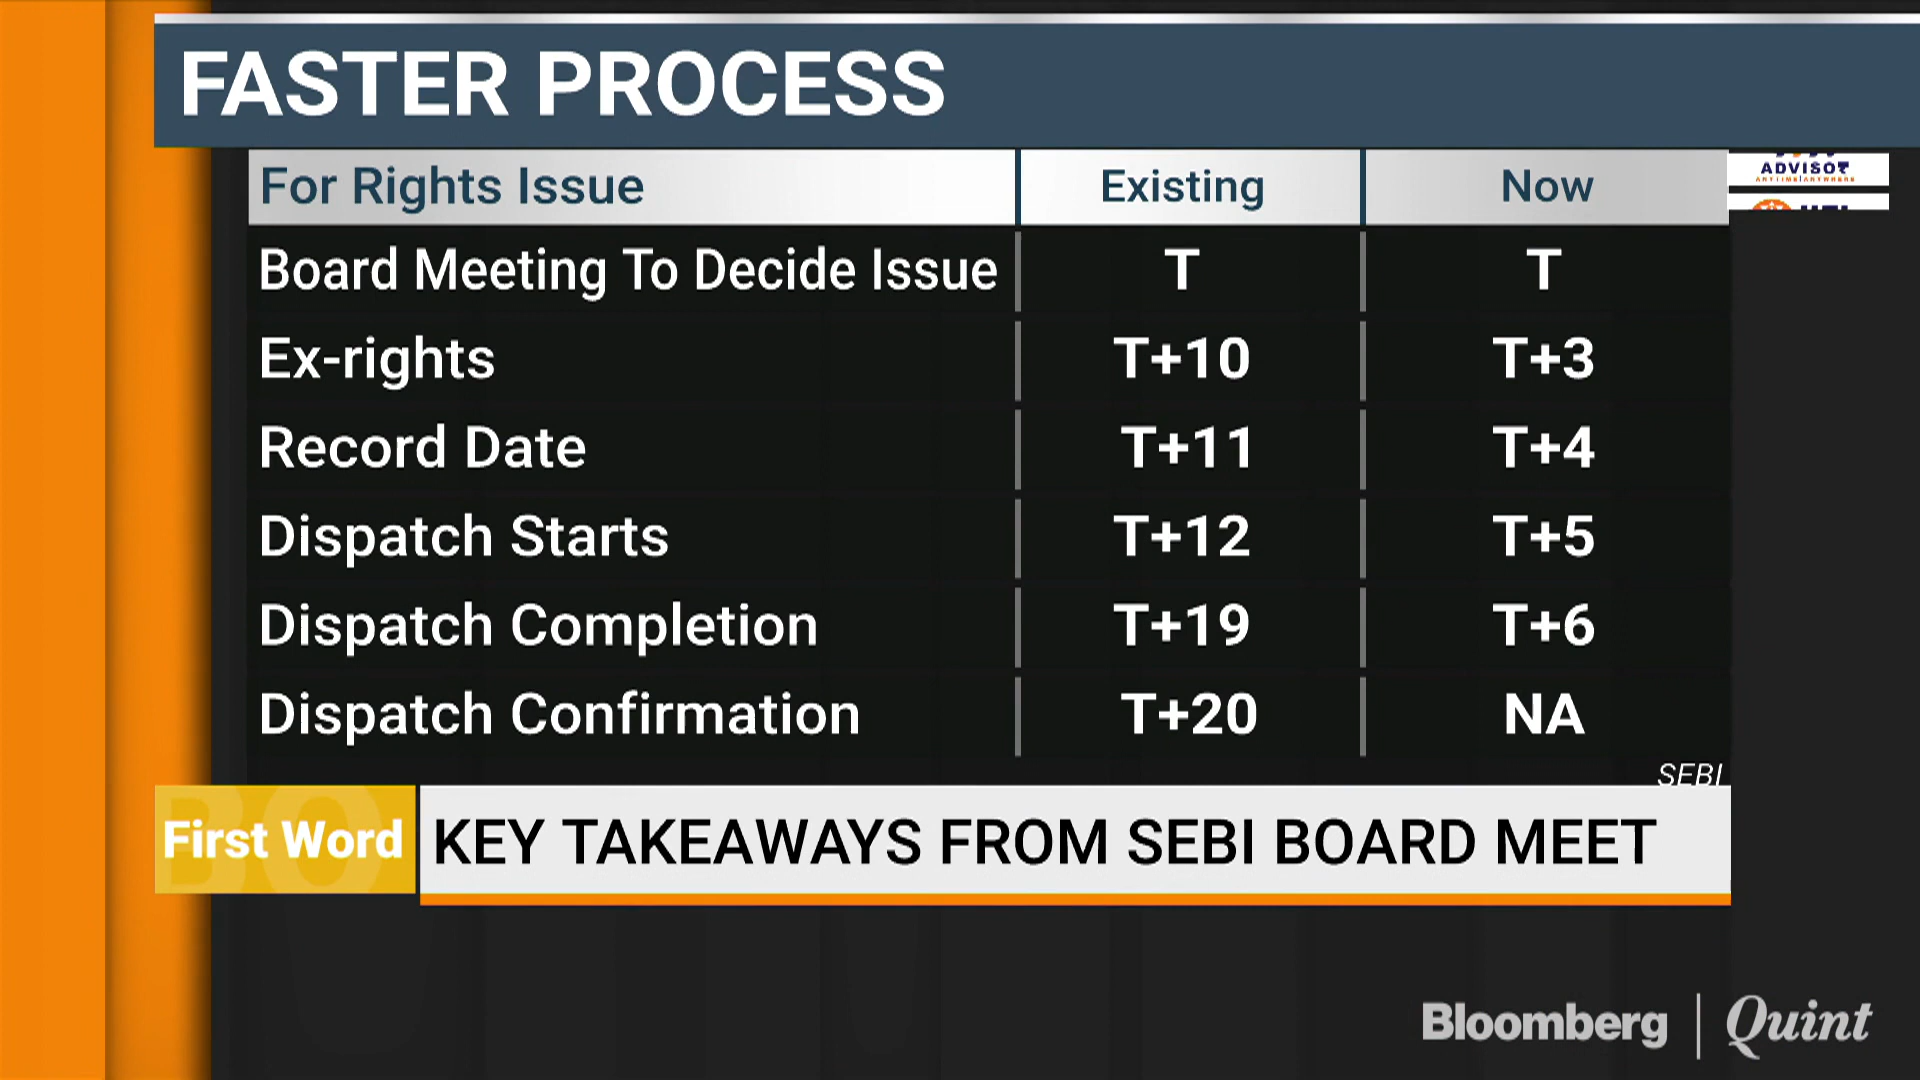 FASTER PROCESS
For Rights Issue Existing Now
ADVISOR
ANYTIME|ANYWHERE
Board Meeting To Decide Issue T T
Ex-rights T+10 T+3
Record Date T+11 T+4
Dispatch Starts T+12 T+5
Dispatch Completion T+19 T+6
Dispatch Confirmation T+20 NA
SEBI
First Word KEY TAKEAWAYS FROM SEBI BOARD MEET
Bloomberg | Quint